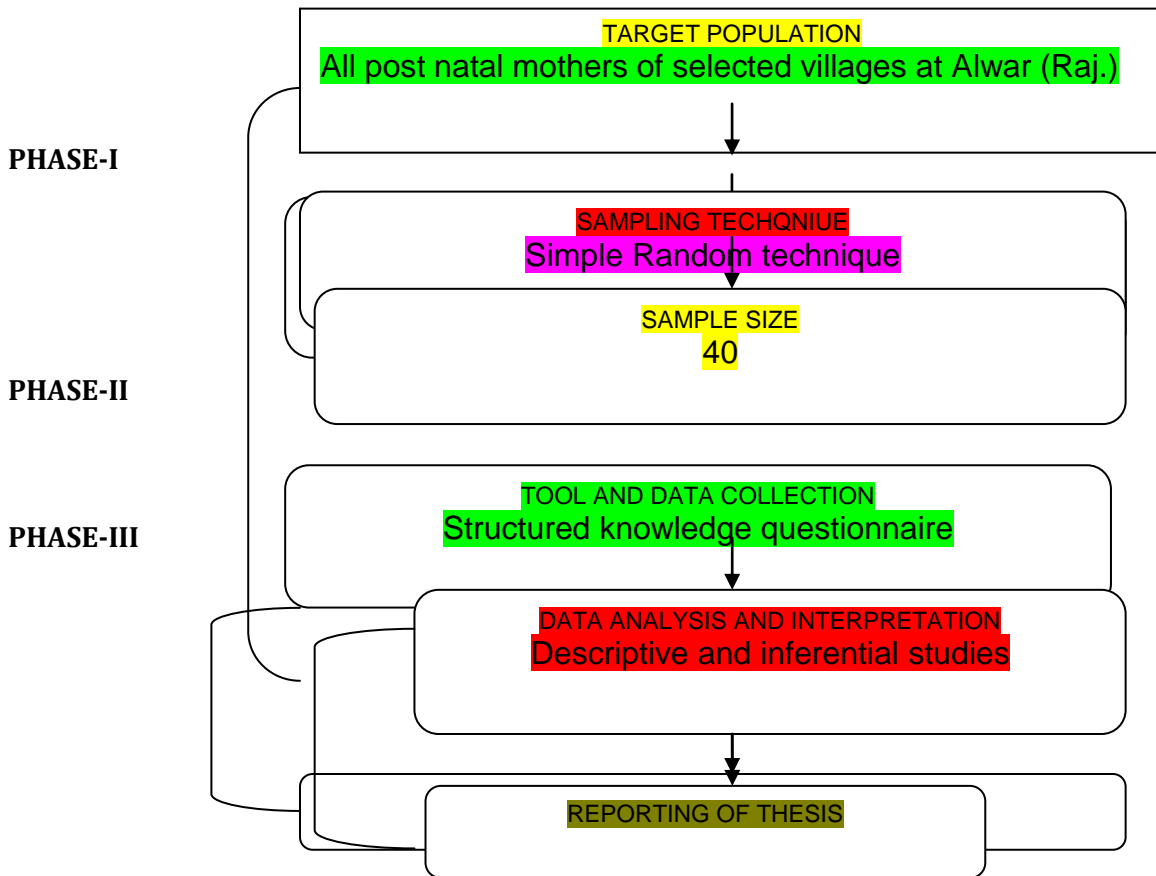 TARGET POPULATION
All post natal mothers of selected villages at Alwar (Raj.)
PHASE-I
SAMPLING TECHQNIUE
Simple Random technique
SAMPLE SIZE
40
PHASE-II
TOOL AND DATA COLLECTION
Structured knowledge questionnaire
PHASE-III
DATA ANALYSIS AND INTERPRETATION
Descriptive and inferential studies
REPORTING OF THESIS